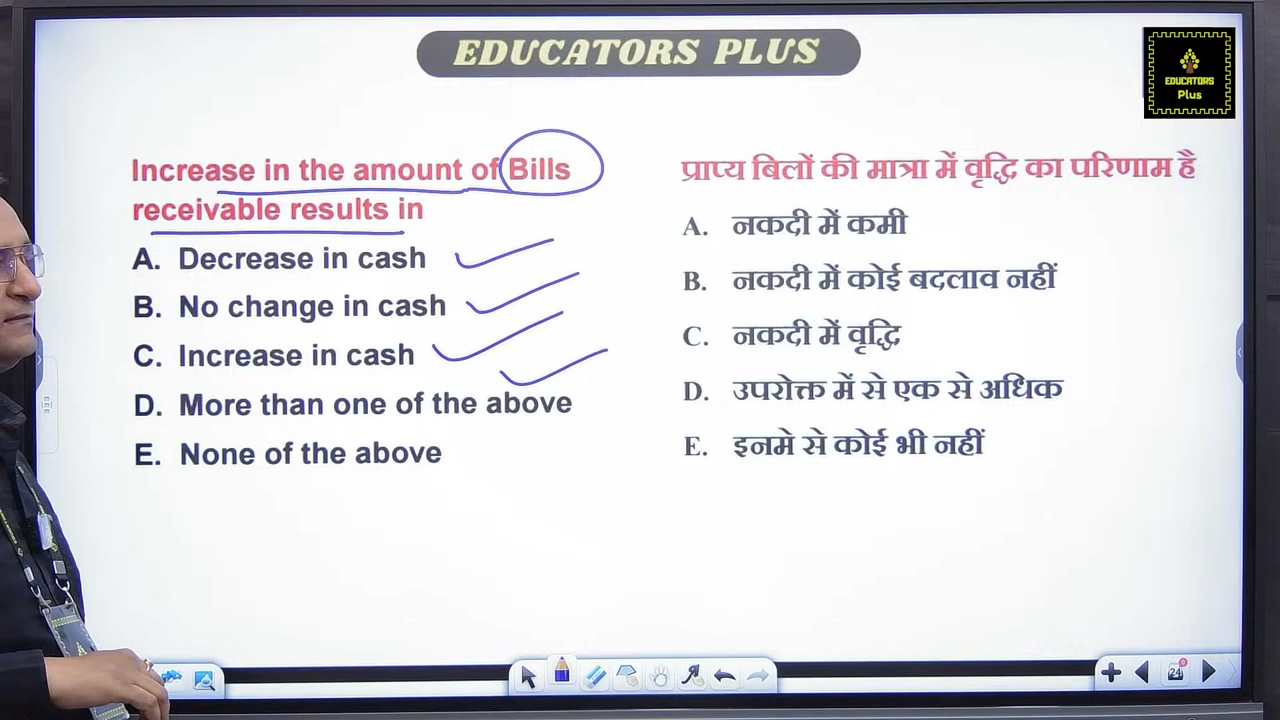 EDUCATORS PLUS
EDUCATORS
Plus
Increase in the amount of Bills
receivable results in
A. Decrease in cash
B. No change in cash
C. Increase in cash
D. More than one of the above
E. None of the above
प्राप्य बिलों की मात्रा में वृद्धि का परिणाम है
A. नकदी में कमी
B. नकदी में कोई बदलाव नहीं
C. नकदी में वृद्धि
D. उपरोक्त में से एक से अधिक
E. इनमे से कोई भी नहीं
24